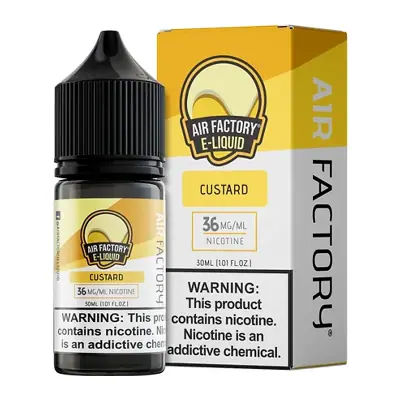 AIR FACTORY®
E-LIQUID
CUSTARD
36 MG/ML NICOTINE
30ML (1.01 FL.OZ.)
WARNING: This product
contains nicotine. Nicotine
is an addictive chemical.
AIR FACTORY
AIR FACTORY®
E-LIQUID
CUSTARD
36 MG/ML
NICOTINE
30ML (1.01 FL.OZ.)
WARNING:
This product
contains nicotine.
Nicotine is an
addictive chemical.
AIR FACTORY®